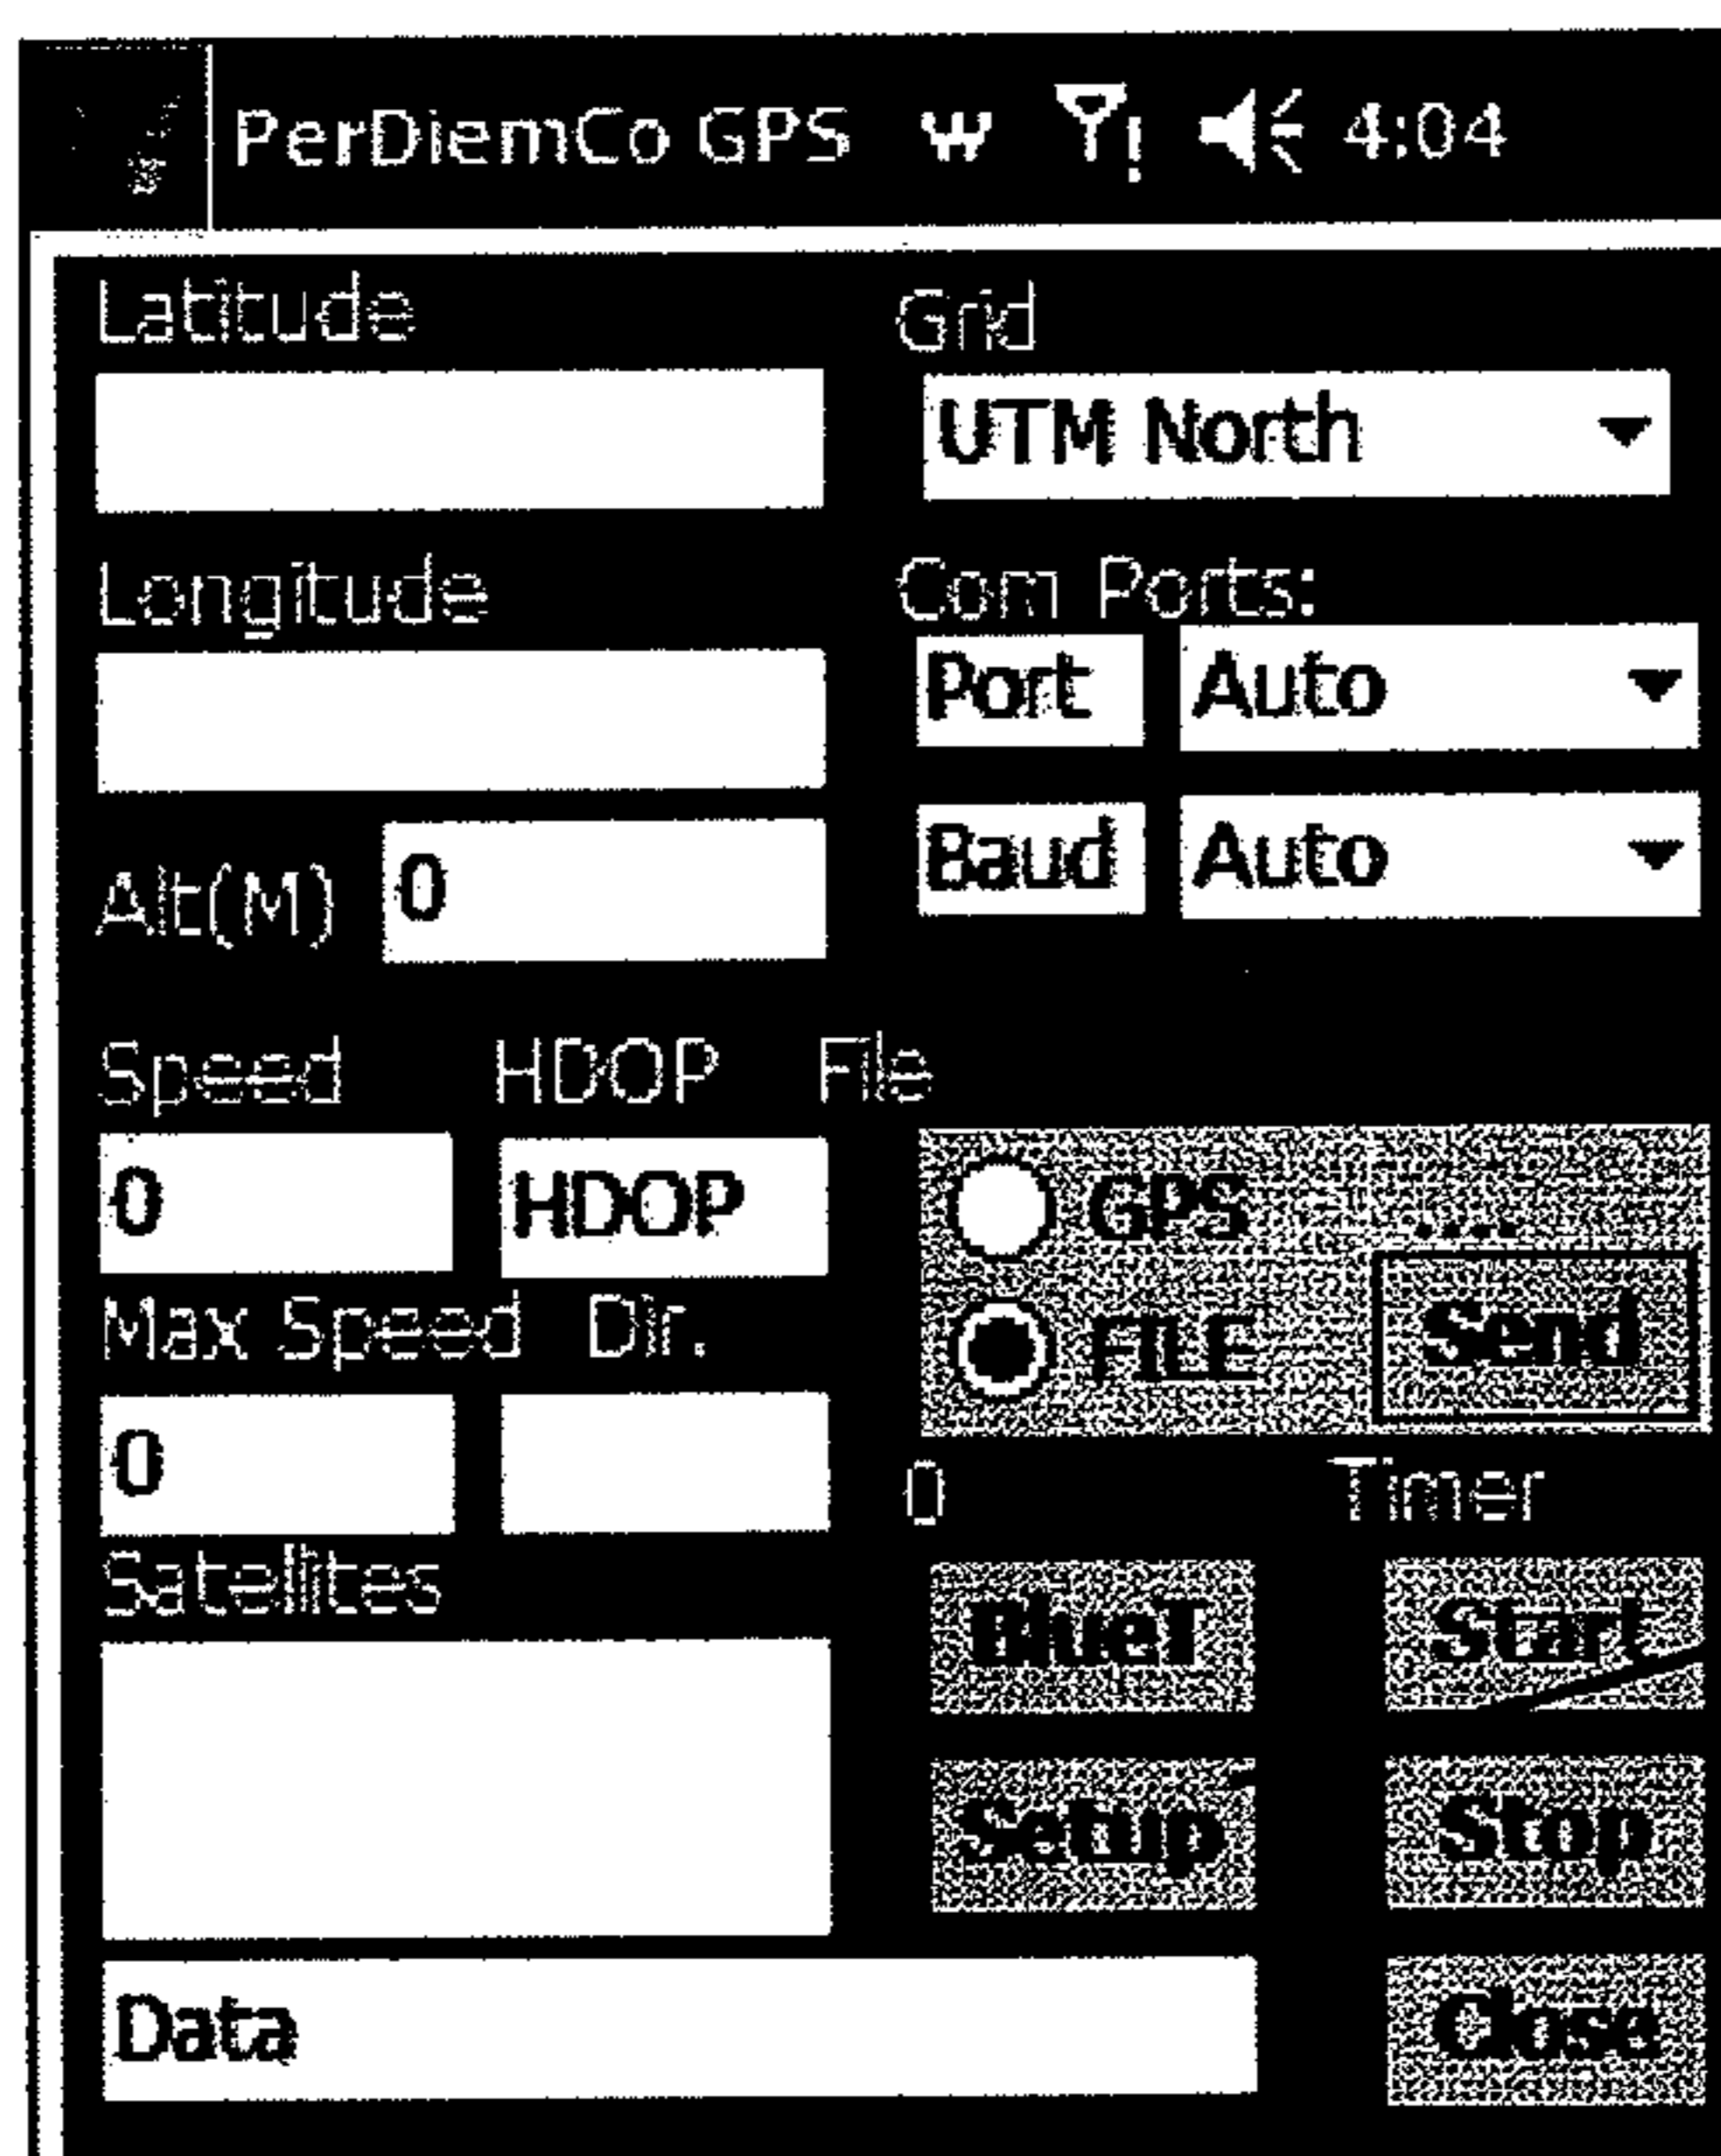 PerDiemCo GPS 4:04
Latitude
Grid
UTM North
Longitude
Com Ports:
Port Auto
Baud Auto
Alt(M) 0
Speed HDOP File
0 HDOP
GPS ....
FILE Send
Max Speed Dir.
0
0 Timer
Satellites
BlueT Start
Setup Stop
Data
Close